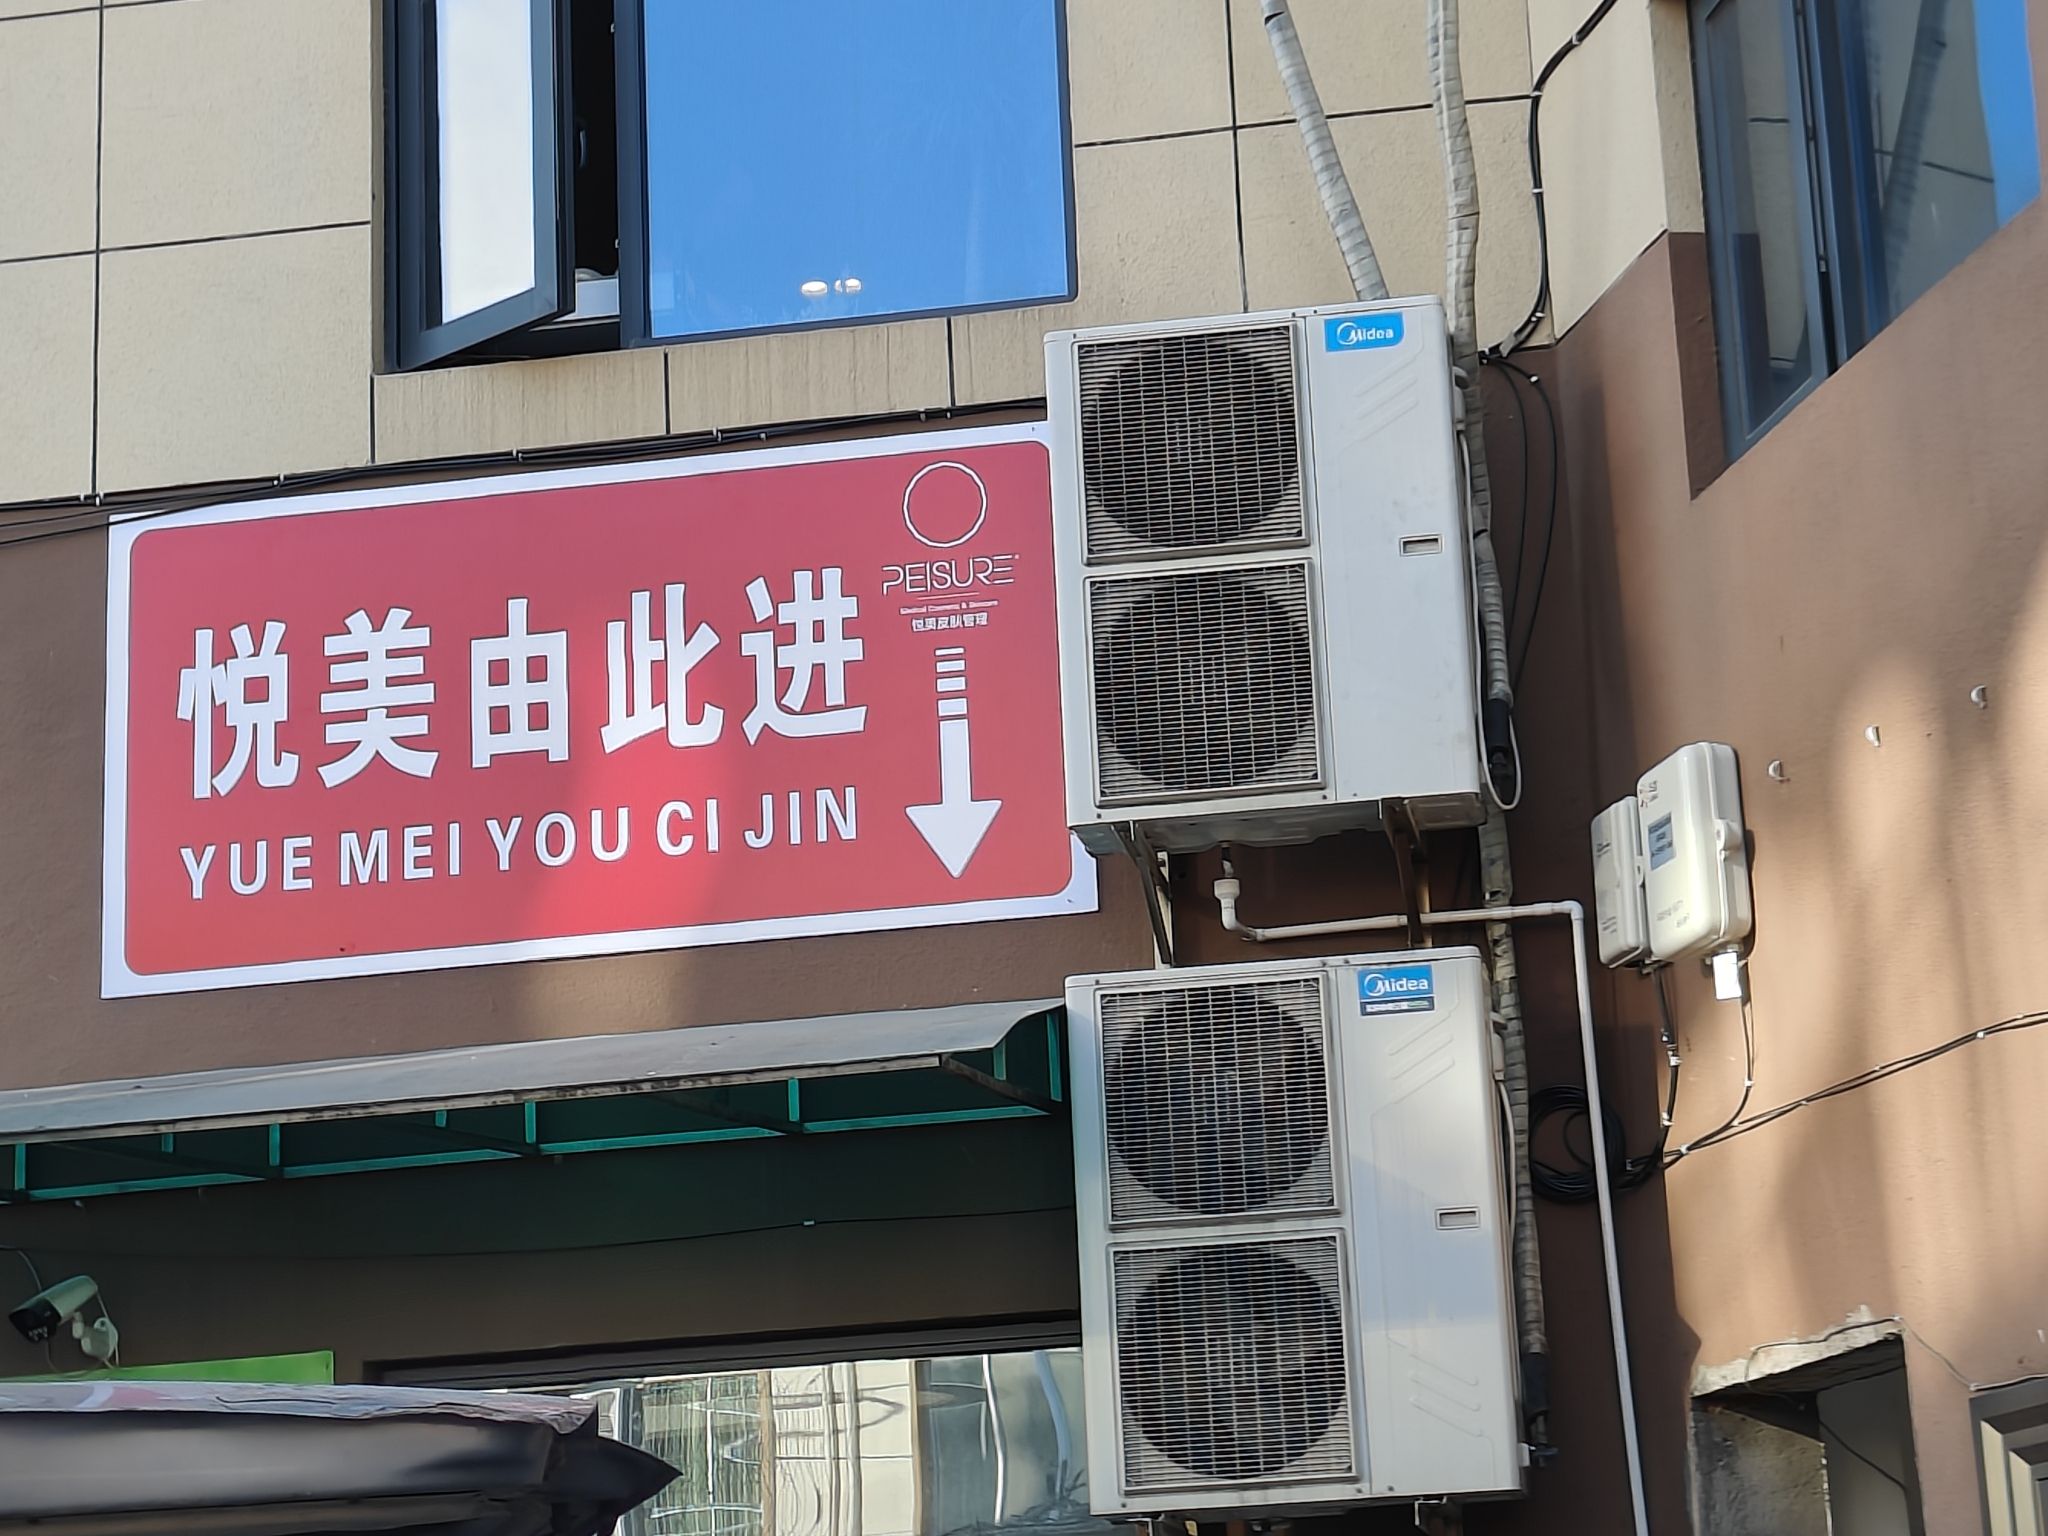 Midea
PEISURE
悦美由此进
YUE MEI YOU CI JIN
Midea